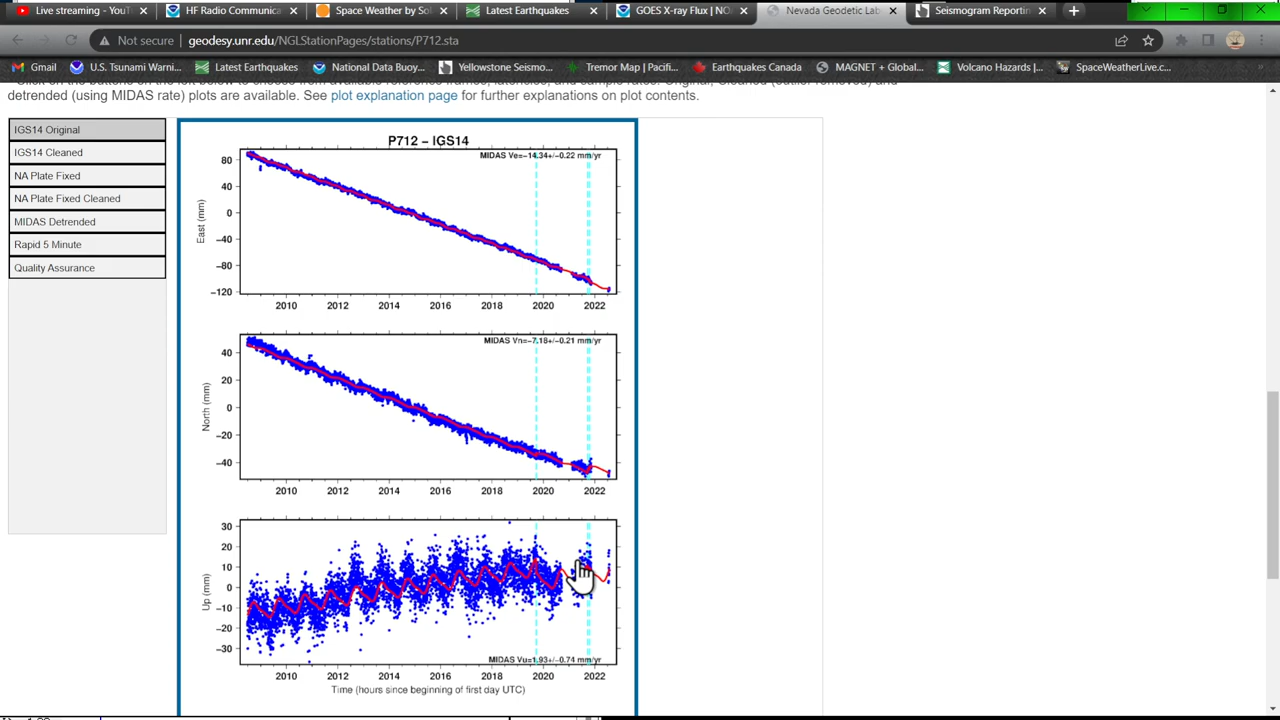 Live streaming - YouT
HF Radio Communica
Space Weather by So
Latest Earthquakes
GOES X-ray Flux | NO
Nevada Geodetic Lab
Seismogram Reportin
Not secure
geodesy.unr.edu/NGLStationPages/stations/P712.sta
Gmail
U.S. Tsunami Warni...
Latest Earthquakes
National Data Buoy...
Yellowstone Seismo...
Tremor Map | Pacifi...
Earthquakes Canada
MAGNET + Global...
Volcano Hazards |...
SpaceWeatherLive.c...
detrended (using MIDAS rate) plots are available. See plot explanation page for further explanations on plot contents.
IGS14 Original
IGS14 Cleaned
NA Plate Fixed
NA Plate Fixed Cleaned
MIDAS Detrended
Rapid 5 Minute
Quality Assurance
P712 – IGS14
MIDAS Ve=-14.34+/-0.22 mm/yr
East (mm)
80
40
0
-40
-80
-120
2010 2012 2014 2016 2018 2020 2022
MIDAS Vn=-7.18+/-0.21 mm/yr
North (mm)
40
20
0
-20
-40
2010 2012 2014 2016 2018 2020 2022
Up (mm)
30
20
10
0
-10
-20
-30
MIDAS Vu=1.93+/-0.74 mm/yr
2010 2012 2014 2016 2018 2020 2022
Time (hours since beginning of first day UTC)